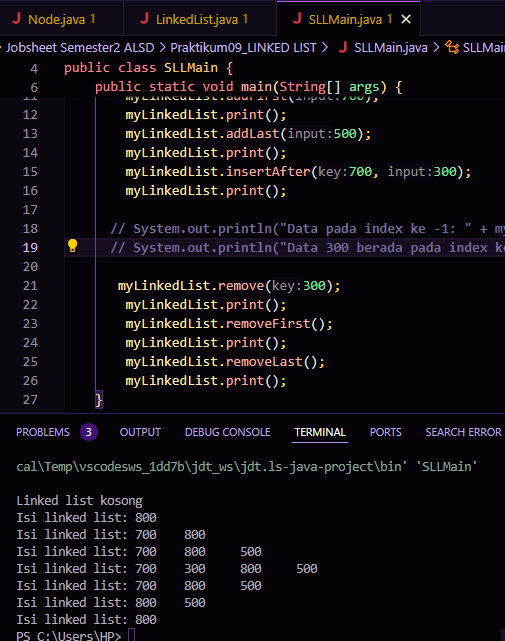 Node.java 1
LinkedList.java 1
SLLMain.java 1
Jobsheet Semester2 ALSD > Praktikum09_LINKED LIST > SLLMain.java > SLLMai
4 public class SLLMain {
6 public static void main(String[] args) {
11 myLinkedList.addFirst(input:700);
12 myLinkedList.print();
13 myLinkedList.addLast(input:500);
14 myLinkedList.print();
15 myLinkedList.insertAfter(key:700, input:300);
16 myLinkedList.print();
17
18 // System.out.println("Data pada index ke -1: " + my
19 // System.out.println("Data 300 berada pada index ke
20
21 myLinkedList.remove(key:300);
22 myLinkedList.print();
23 myLinkedList.removeFirst();
24 myLinkedList.print();
25 myLinkedList.removeLast();
26 myLinkedList.print();
27 }
PROBLEMS 3 OUTPUT DEBUG CONSOLE TERMINAL PORTS SEARCH ERROR
cal\Temp\vscodesws_1dd7b\jdt_ws\jdt.ls-java-project\bin' 'SLLMain'
Linked list kosong
Isi linked list: 800
Isi linked list: 700 800
Isi linked list: 700 800 500
Isi linked list: 700 300 800 500
Isi linked list: 700 800 500
Isi linked list: 800 500
Isi linked list: 800
PS C:\Users\HP>